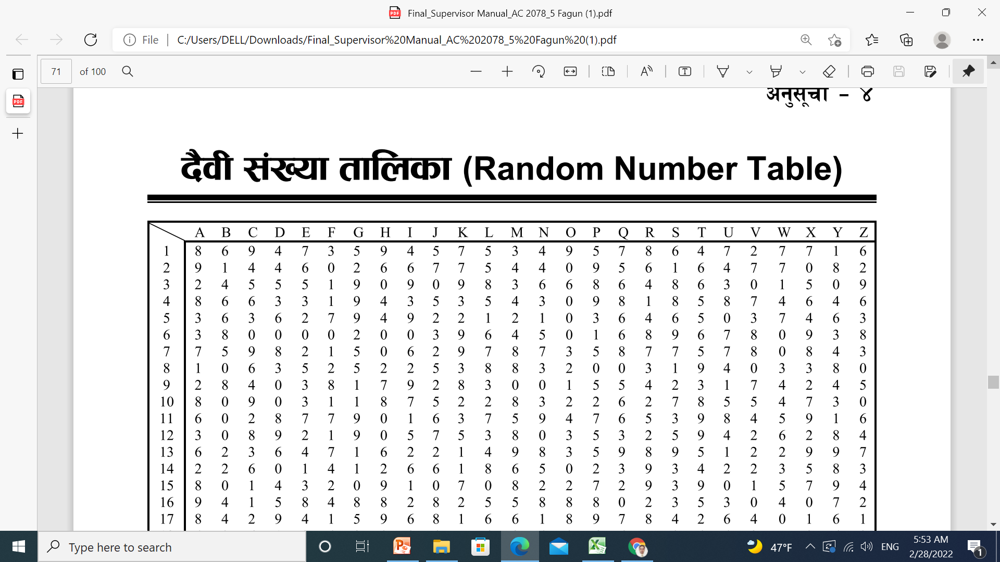 Final_Supervisor Manual_AC 2078_5 Fagun (1).pdf
File | C:/Users/DELL/Downloads/Final_Supervisor%20Manual_AC%202078_5%20Fagun%20(1).pdf
71 of 100
अनुसूची – ४
दैवी संख्या तालिका (Random Number Table)
A B C D E F G H I J K L M N O P Q R S T U V W X Y Z
1 8 6 9 4 7 3 5 9 4 5 7 5 3 4 9 5 7 8 6 4 7 2 7 7 1 6
2 9 1 4 4 6 0 2 6 6 7 7 5 4 4 0 9 5 6 1 6 4 7 7 0 8 2
3 2 4 5 5 5 1 9 0 9 0 9 8 3 6 6 8 6 4 8 6 3 0 1 5 0 9
4 8 6 6 3 3 1 9 4 3 5 3 5 4 3 0 9 8 1 8 5 8 7 4 6 4 6
5 3 6 3 6 2 7 9 4 9 2 2 1 2 1 0 3 6 4 6 5 0 3 7 4 6 3
6 3 8 0 0 0 0 2 0 0 3 9 6 4 5 0 1 6 8 9 6 7 8 0 9 3 8
7 7 5 9 8 2 1 5 0 6 2 9 7 8 7 3 5 8 7 7 5 7 8 0 8 4 3
8 1 0 6 3 5 2 5 2 2 5 3 8 8 3 2 0 0 3 1 9 4 0 3 3 8 0
9 2 8 4 0 3 8 1 7 9 2 8 3 0 0 1 5 5 4 2 3 1 7 4 2 4 5
10 8 0 9 0 3 1 1 8 7 5 2 2 8 3 2 2 6 2 7 8 5 5 4 7 3 0
11 6 0 2 8 7 7 9 0 1 6 3 7 5 9 4 7 6 5 3 9 8 4 5 9 1 6
12 3 0 8 9 2 1 9 0 5 7 5 3 8 0 3 5 3 2 5 9 4 2 6 2 8 4
13 6 2 3 6 4 7 1 6 2 2 1 4 9 8 3 5 9 8 9 5 1 2 2 9 9 7
14 2 2 6 0 1 4 1 2 6 6 1 8 6 5 0 2 3 9 3 4 2 2 3 5 8 3
15 8 0 1 4 3 2 0 9 1 0 7 0 8 2 2 7 2 9 3 9 0 1 5 7 9 4
16 9 4 1 5 8 4 8 8 2 8 2 5 5 8 8 8 0 2 3 5 3 0 4 0 7 2
17 8 4 2 9 4 1 5 9 6 8 1 6 6 1 8 9 7 8 4 2 6 4 0 1 6 1
Type here to search
47°F ENG 5:53 AM
2/28/2022 1